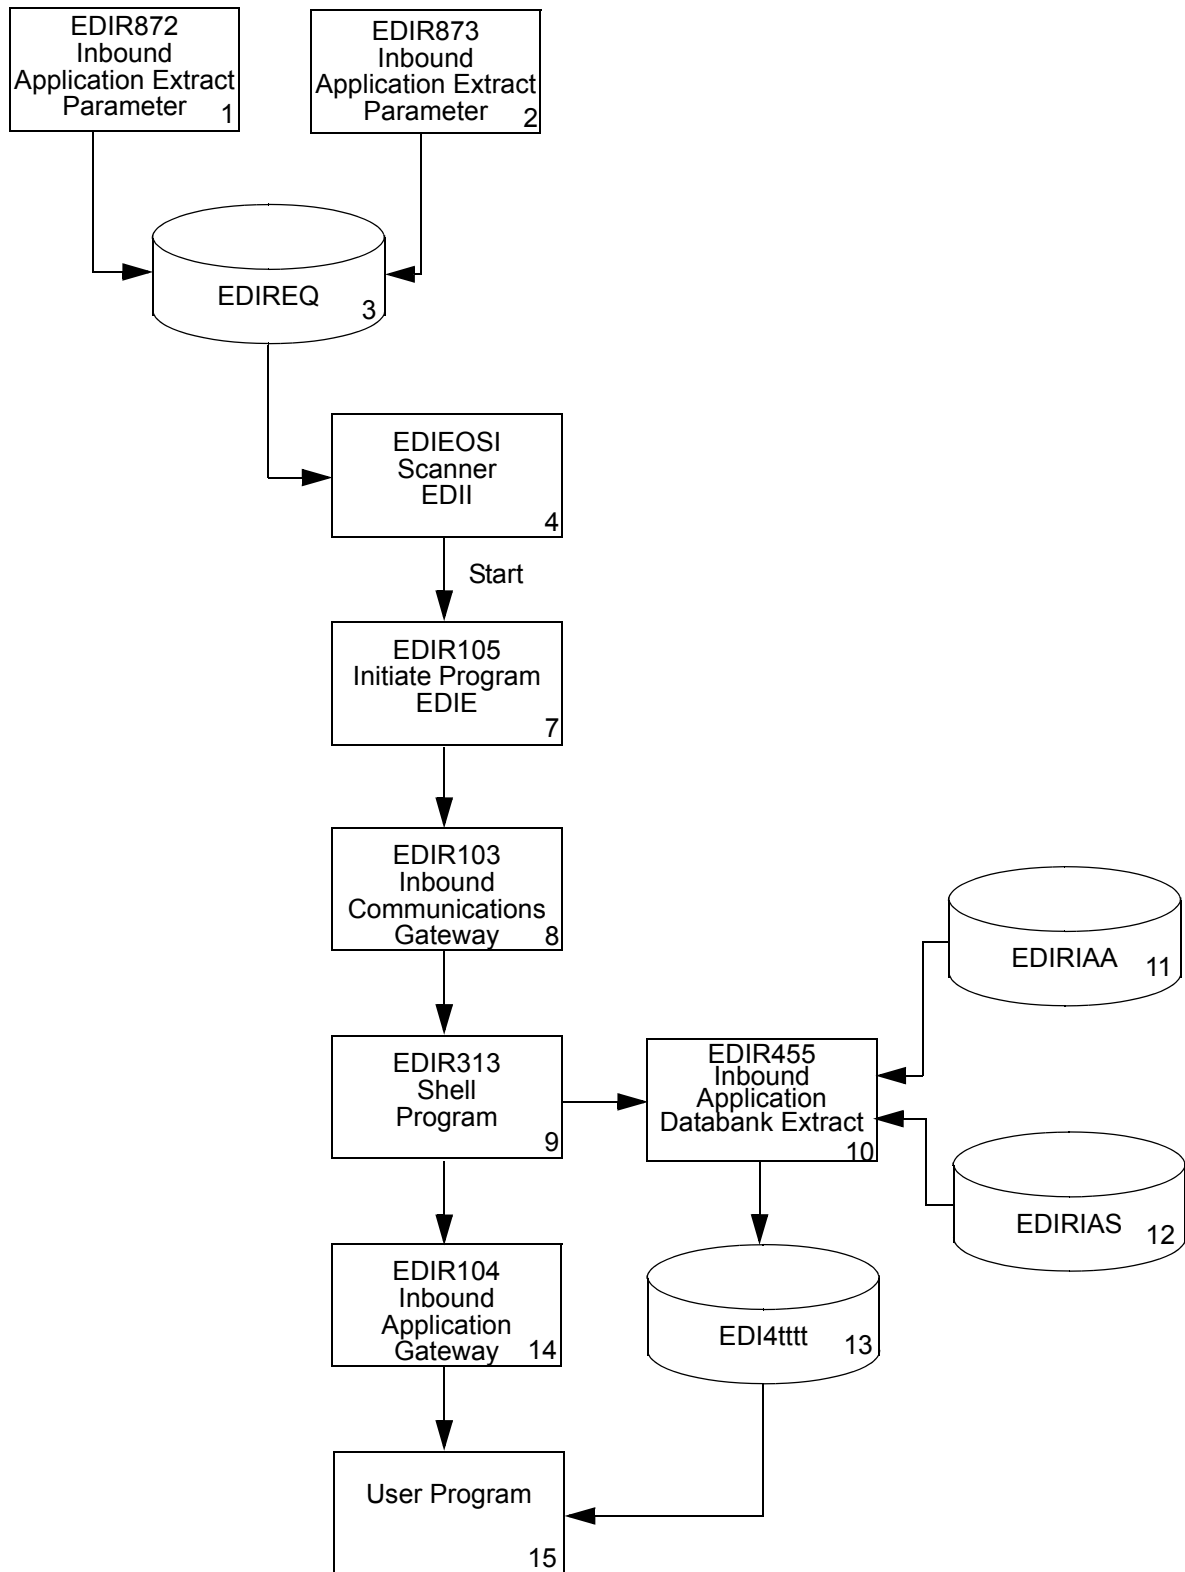 EDIR872
Inbound
Application Extract
Parameter
1
EDIR873
Inbound
Application Extract
Parameter
2
EDIREQ
3
EDIEOSI
Scanner
EDII
4
Start
EDIR105
Initiate Program
EDIE
7
EDIR103
Inbound
Communications
Gateway
8
EDIR313
Shell
Program
9
EDIR455
Inbound
Application
Databank Extract
10
EDIRIAA
11
EDIRIAS
12
EDI4tttt
13
EDIR104
Inbound
Application
Gateway
14
User Program
15